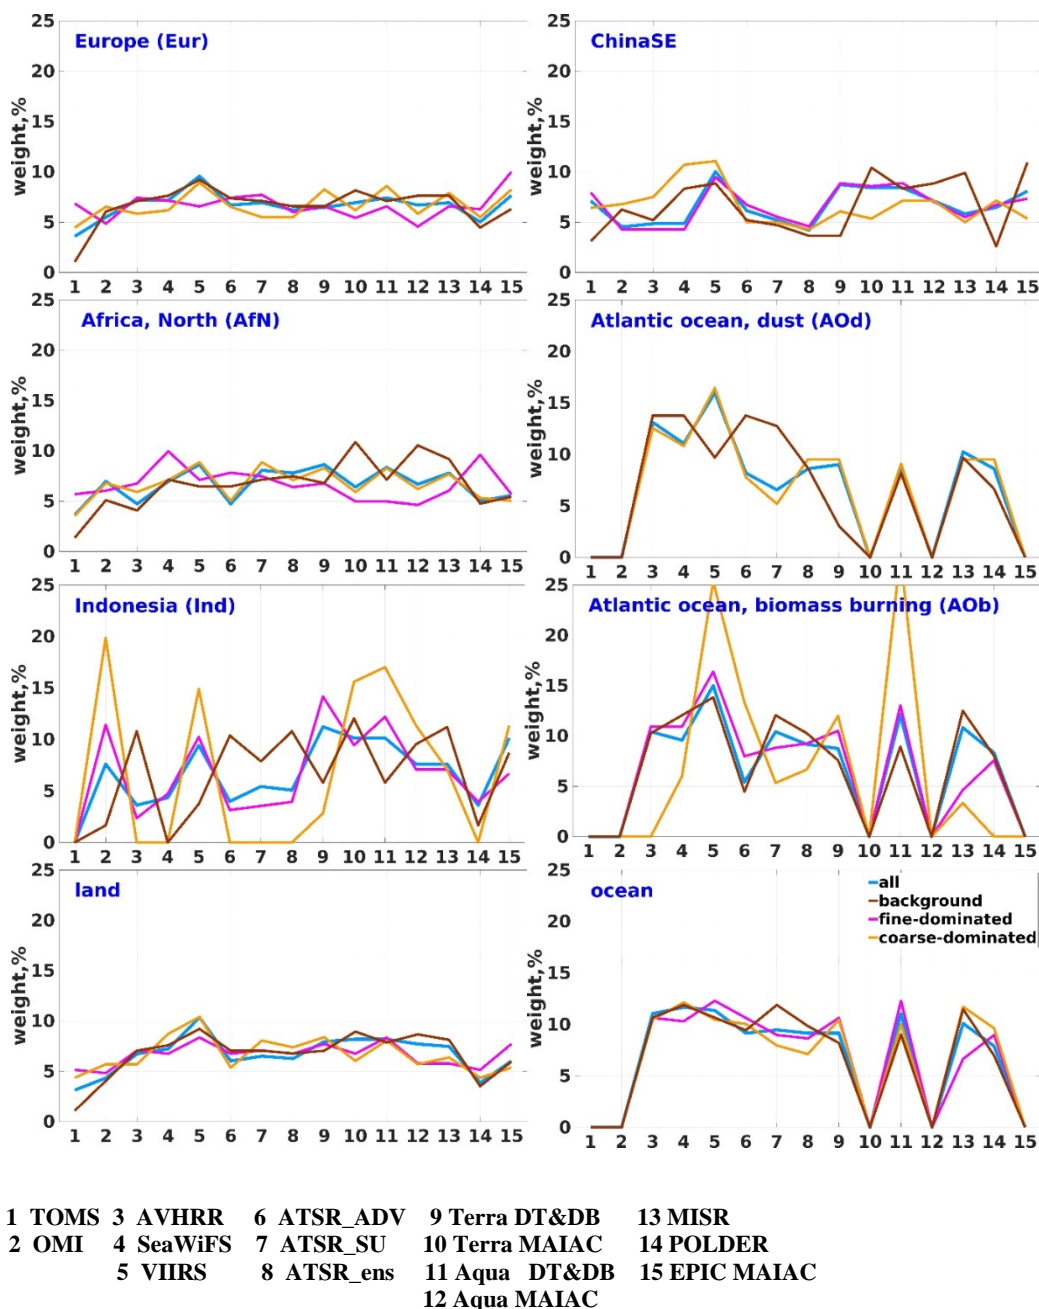 Europe (Eur)
weight,%
25
20
15
10
5
0
1 2 3 4 5 6 7 8 9 10 11 12 13 14 15
ChinaSE
weight,%
25
20
15
10
5
0
1 2 3 4 5 6 7 8 9 10 11 12 13 14 15
Africa, North (AfN)
weight,%
25
20
15
10
5
0
1 2 3 4 5 6 7 8 9 10 11 12 13 14 15
Atlantic ocean, dust (AOd)
weight,%
25
20
15
10
5
0
1 2 3 4 5 6 7 8 9 10 11 12 13 14 15
Indonesia (Ind)
weight,%
25
20
15
10
5
0
1 2 3 4 5 6 7 8 9 10 11 12 13 14 15
Atlantic ocean, biomass burning (AOb)
weight,%
25
20
15
10
5
0
1 2 3 4 5 6 7 8 9 10 11 12 13 14 15
land
weight,%
25
20
15
10
5
0
1 2 3 4 5 6 7 8 9 10 11 12 13 14 15
ocean
all
background
fine-dominated
coarse-dominated
weight,%
25
20
15
10
5
0
1 2 3 4 5 6 7 8 9 10 11 12 13 14 15
1 TOMS 3 AVHRR 6 ATSR_ADV 9 Terra DT&DB 13 MISR
2 OMI 4 SeaWiFS 7 ATSR_SU 10 Terra MAIAC 14 POLDER
5 VIIRS 8 ATSR_ens 11 Aqua DT&DB 15 EPIC MAIAC
12 Aqua MAIAC